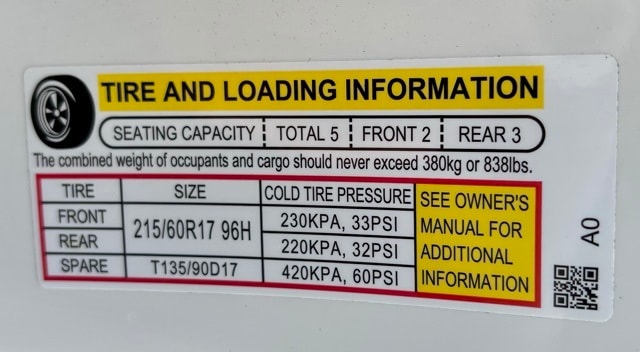 TIRE AND LOADING INFORMATION
SEATING CAPACITY TOTAL 5 FRONT 2 REAR 3
The combined weight of occupants and cargo should never exceed 380kg or 838lbs.
TIRE SIZE COLD TIRE PRESSURE
FRONT 215/60R17 96H 230KPA, 33PSI
REAR 220KPA, 32PSI
SPARE T135/90D17 420KPA, 60PSI
SEE OWNER'S
MANUAL FOR
ADDITIONAL
INFORMATION
A0